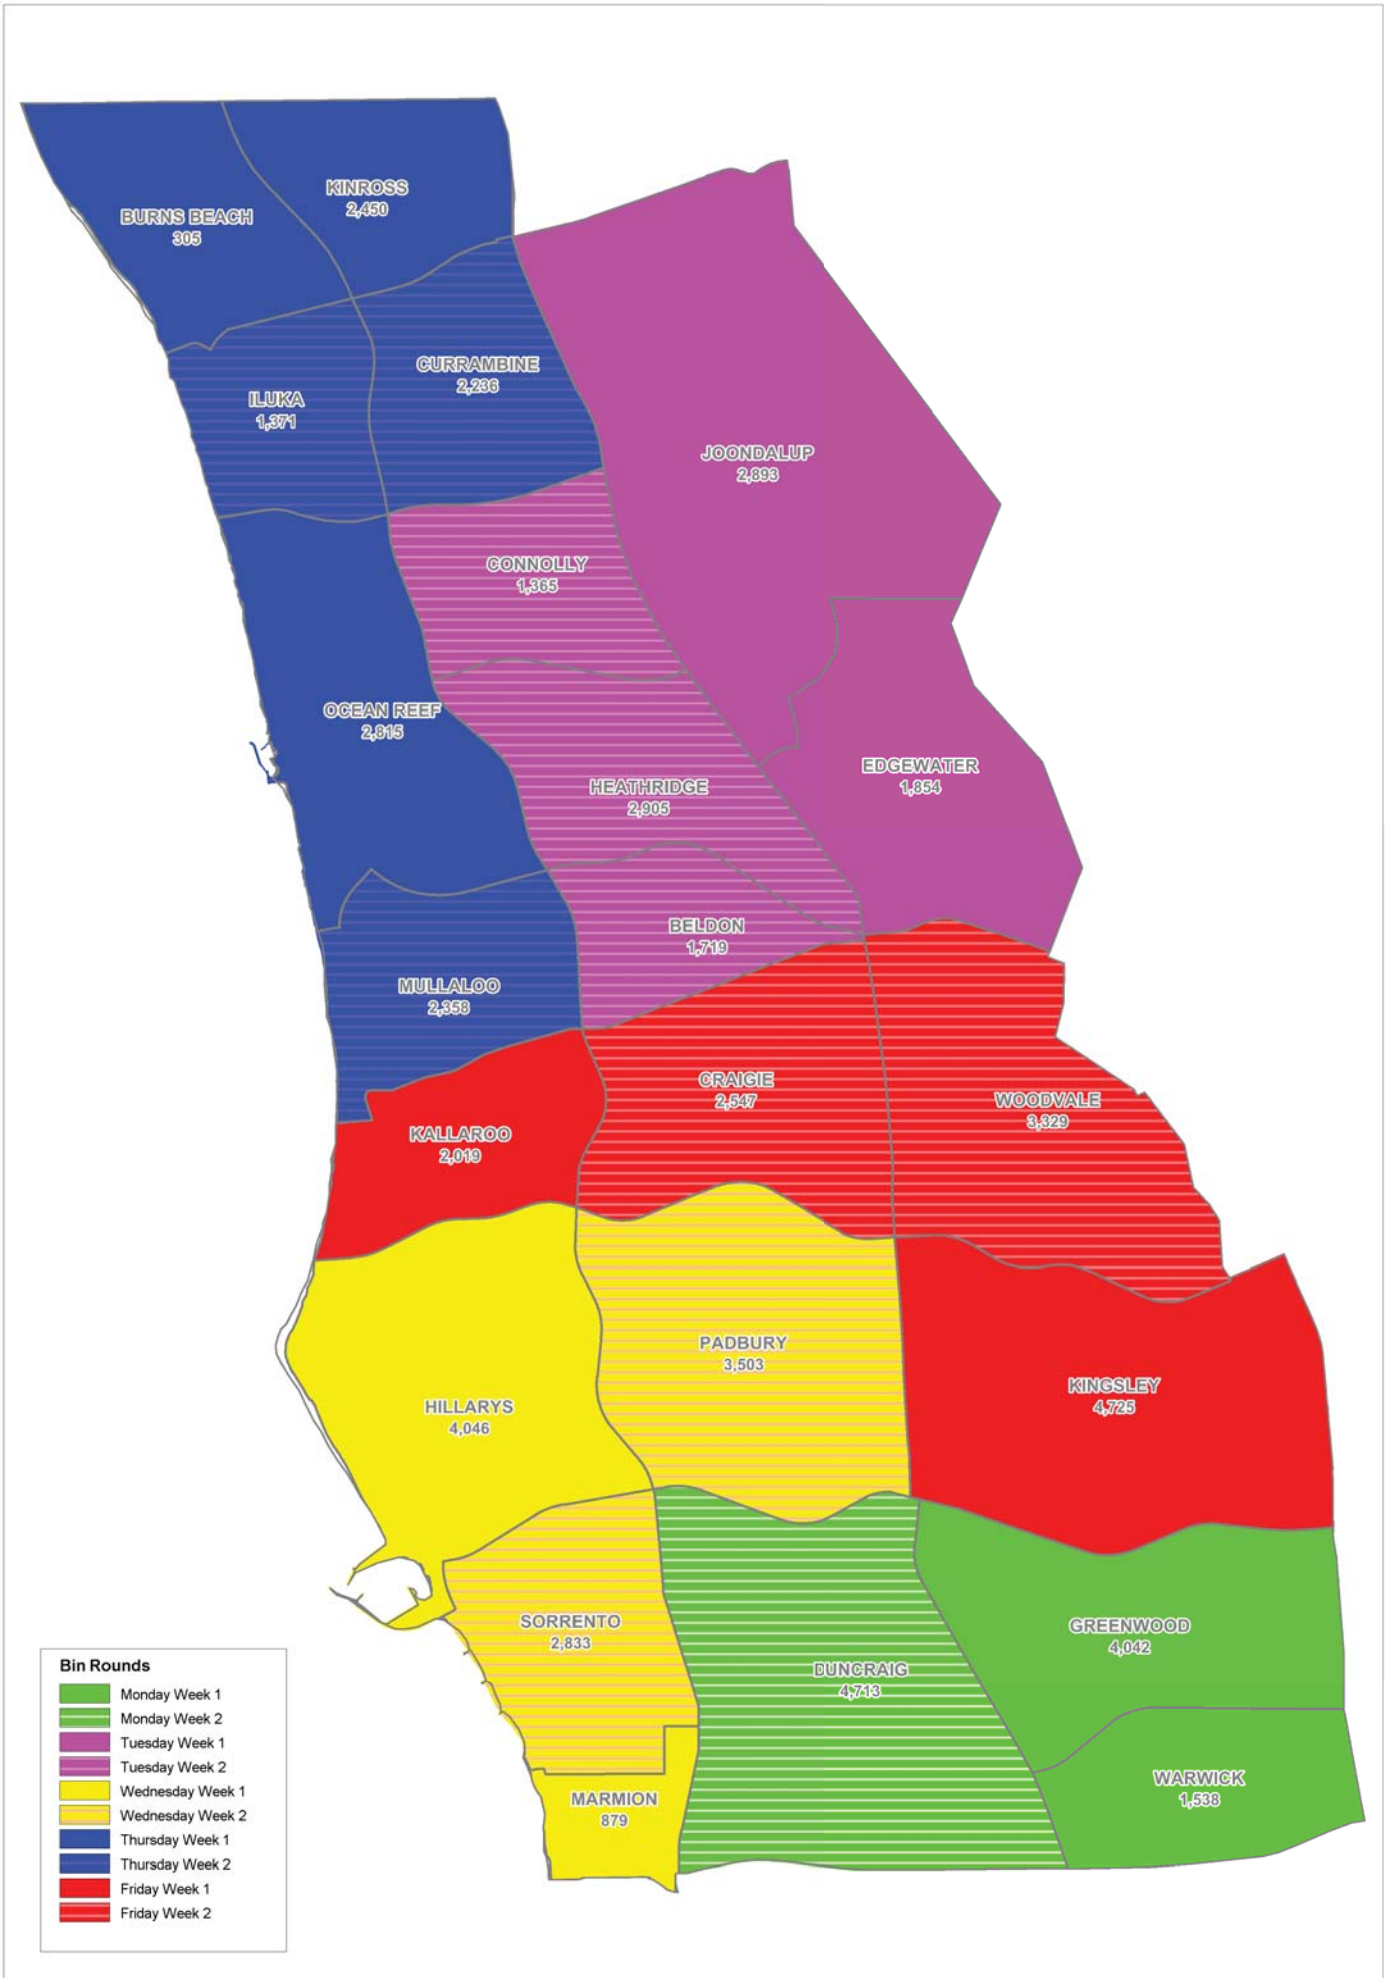 KINROSS
2,450
BURNS BEACH
305
CURRAMBINE
2,236
ILUKA
1,371
JOONDALUP
2,893
CONNOLLY
1,365
OCEAN REEF
2,815
EDGEWATER
1,854
HEATHRIDGE
2,905
BELDON
1,719
MULLALOO
2,358
CRAIGIE
2,547
WOODVALE
3,329
KALLAROO
2,019
PADBURY
3,503
KINGSLEY
4,725
HILLARYS
4,046
SORRENTO
2,833
GREENWOOD
4,042
DUNCRAIG
4,713
WARWICK
1,538
MARMION
879
Bin Rounds
Monday Week 1
Monday Week 2
Tuesday Week 1
Tuesday Week 2
Wednesday Week 1
Wednesday Week 2
Thursday Week 1
Thursday Week 2
Friday Week 1
Friday Week 2